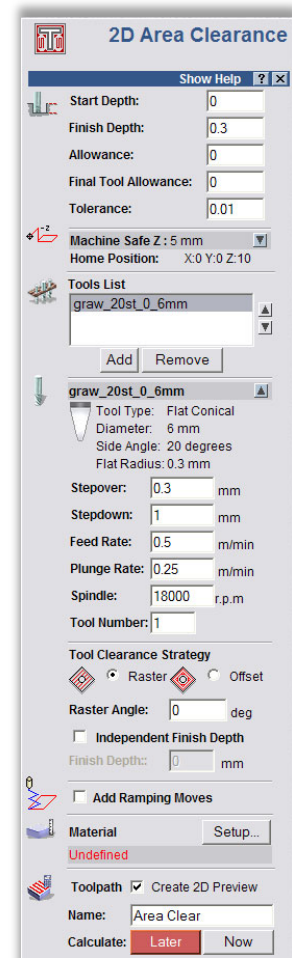 2D Area Clearance
Show Help ? X
Start Depth: 0
Finish Depth: 0.3
Allowance: 0
Final Tool Allowance: 0
Tolerance: 0.01
Machine Safe Z : 5 mm
Home Position: X:0 Y:0 Z:10
Tools List
graw_20st_0_6mm
Add Remove
graw_20st_0_6mm
Tool Type: Flat Conical
Diameter: 6 mm
Side Angle: 20 degrees
Flat Radius: 0.3 mm
Stepover: 0.3 mm
Stepdown: 1 mm
Feed Rate: 0.5 m/min
Plunge Rate: 0.25 m/min
Spindle: 18000 r.p.m
Tool Number: 1
Tool Clearance Strategy
Raster Offset
Raster Angle: 0 deg
Independent Finish Depth
Finish Depth:: 0 mm
Add Ramping Moves
Material Setup...
Undefined
Toolpath Create 2D Preview
Name: Area Clear
Calculate: Later Now